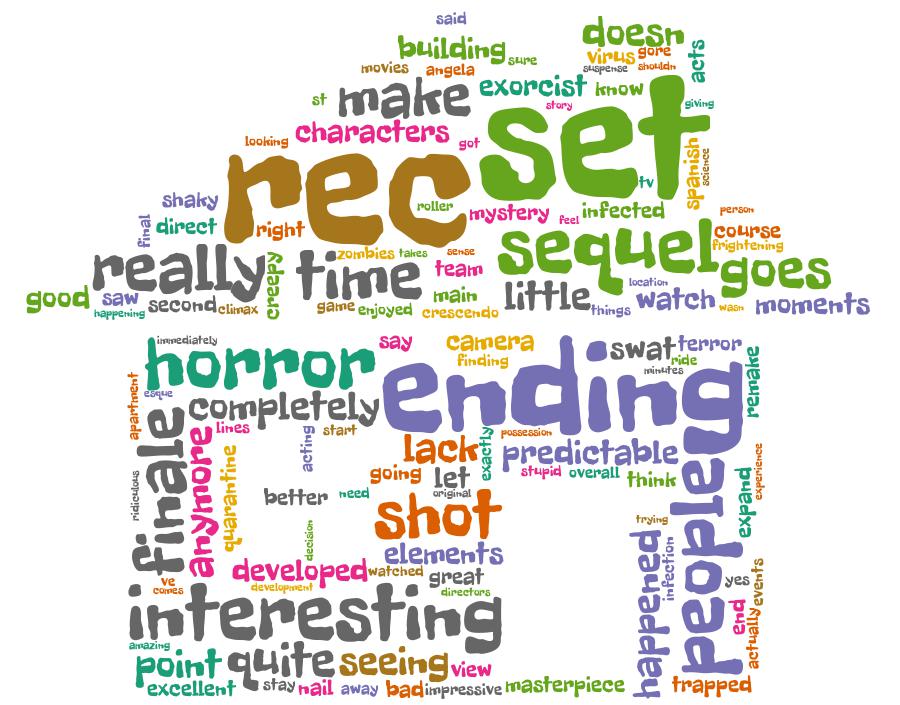 said
building
sure
doesn
virus
gore
movies
angela
suspense
shouldn
acts
exorcist
know
st
make
story
giving
characters
looking
got
set
rec
tv
spanish
science
shaky
roller
mystery
feel
infected
person
final
direct
right
course
sequel
frightening
zombies
takes
sense
really
creepy
time
team
location
goes
good
saw
second
climax
game
enjoyed
main
crescendo
little
things
watch
wasn
moments
happening
immediately
say
camera
swat
terror
horror
finding
ride
minutes
remake
ending
apartment
esque
completely
lines
acting
start
exactly
possession
lack
predictable
finale
anymore
quarantine
going
let
stupid
overall
think
expand
experience
people
ridiculous
better
need
original
shot
trying
decision
elements
happened
infection
developed
watched
great
ve
comes
development
directors
yes
events
interesting
end
actually
amazing
point
quite
seeing
view
excellent
stay
nail
away
bad
impressive
masterpiece
trapped